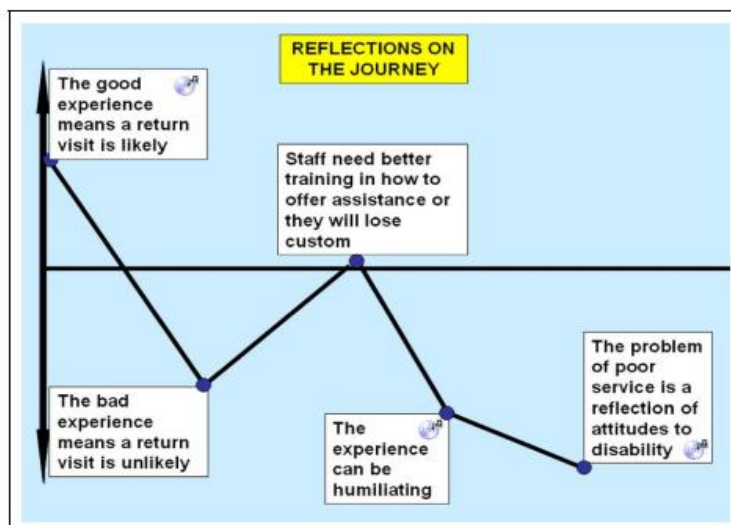 REFLECTIONS ON
THE JOURNEY
The good
experience
means a return
visit is likely
Staff need better
training in how to
offer assistance or
they will lose
custom
The bad
experience
means a return
visit is unlikely
The
experience
can be
humiliating
The problem
of poor
service is a
reflection of
attitudes to
disability